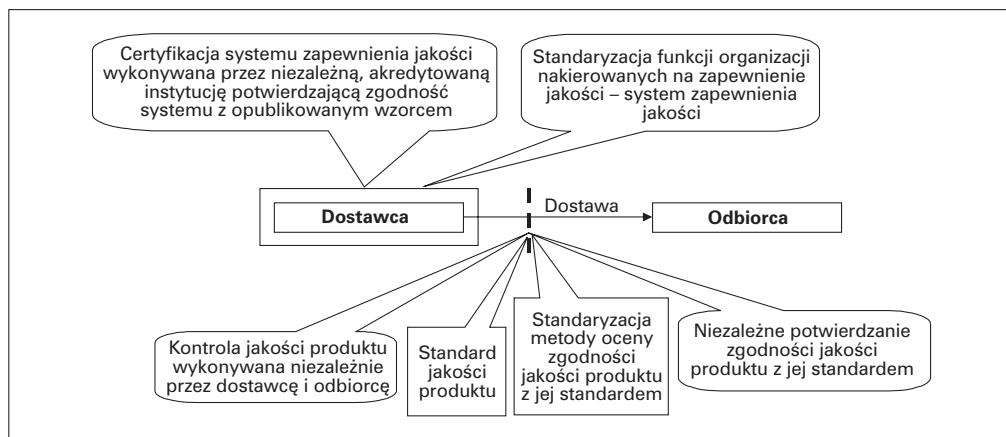 Certyfikacja systemu zapewnienia jakości
wykonywana przez niezależną, akredytowaną
instytucję potwierdzającą zgodność
systemu z opublikowanym wzorcem
Standaryzacja funkcji organizacji
nakierowanych na zapewnienie
jakości – system zapewnienia
jakości
Dostawca
Dostawa
Odbiorca
Kontrola jakości produktu
wykonywana niezależnie
przez dostawcę i odbiorcę
Standard
jakości
produktu
Standaryzacja
metody oceny
zgodności
jakości produktu
z jej standardem
Niezależne potwierdzanie
zgodności jakości
produktu z jej standardem